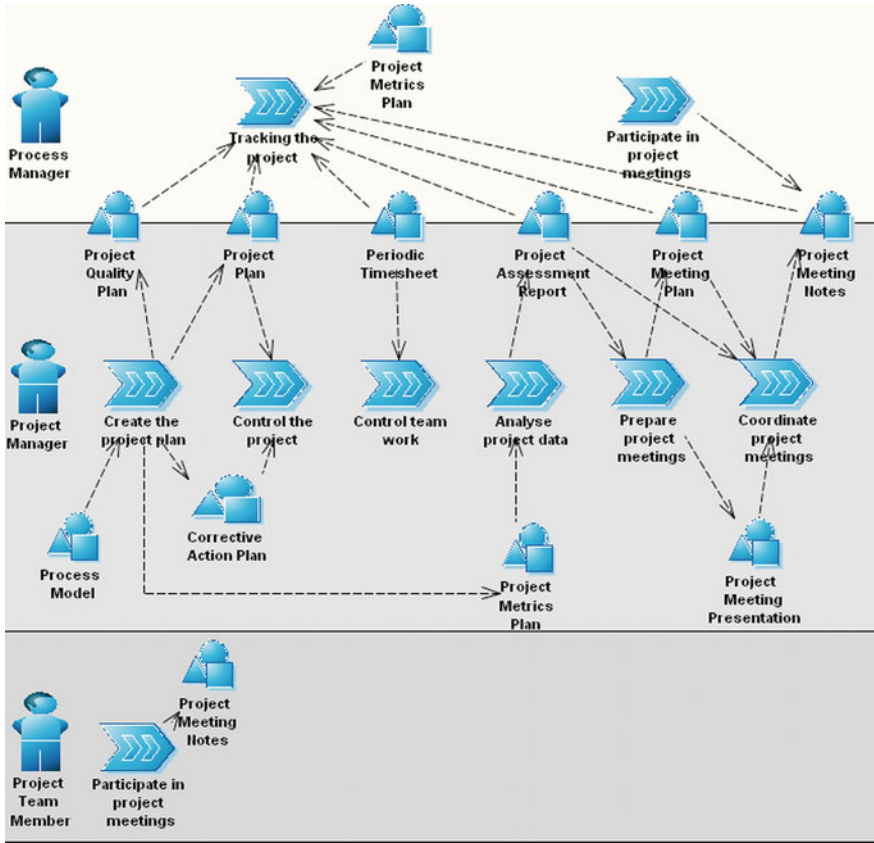 Project
Metrics
Plan
Process
Manager
Tracking the
project
Participate in
project
meetings
Project
Quality
Plan
Project
Plan
Periodic
Timesheet
Project
Assessment
Report
Project
Meeting
Plan
Project
Meeting
Notes
Project
Manager
Create the
project plan
Control the
project
Control team
work
Analyse
project data
Prepare
project
meetings
Coordinate
project
meetings
Process
Model
Corrective
Action Plan
Project
Metrics
Plan
Project
Meeting
Presentation
Project
Meeting
Notes
Project
Team
Member
Participate in
project
meetings